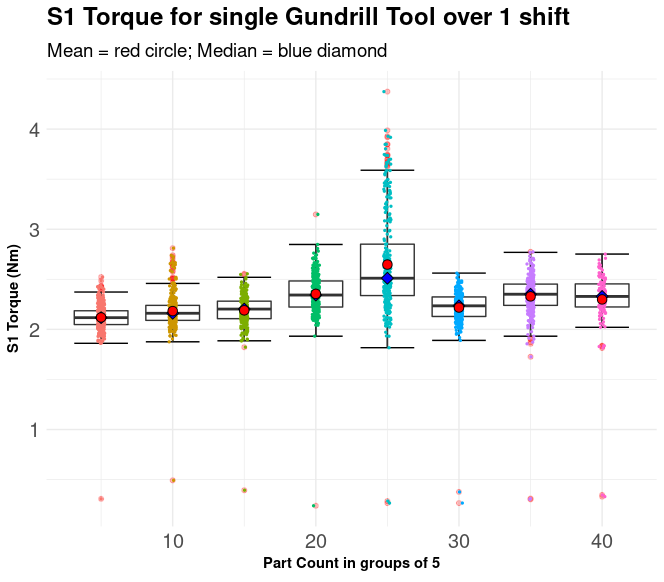 S1 Torque for single Gundrill Tool over 1 shift
Mean = red circle; Median = blue diamond
4
3
2
1
S1 Torque (Nm)
10
20
30
40
Part Count in groups of 5